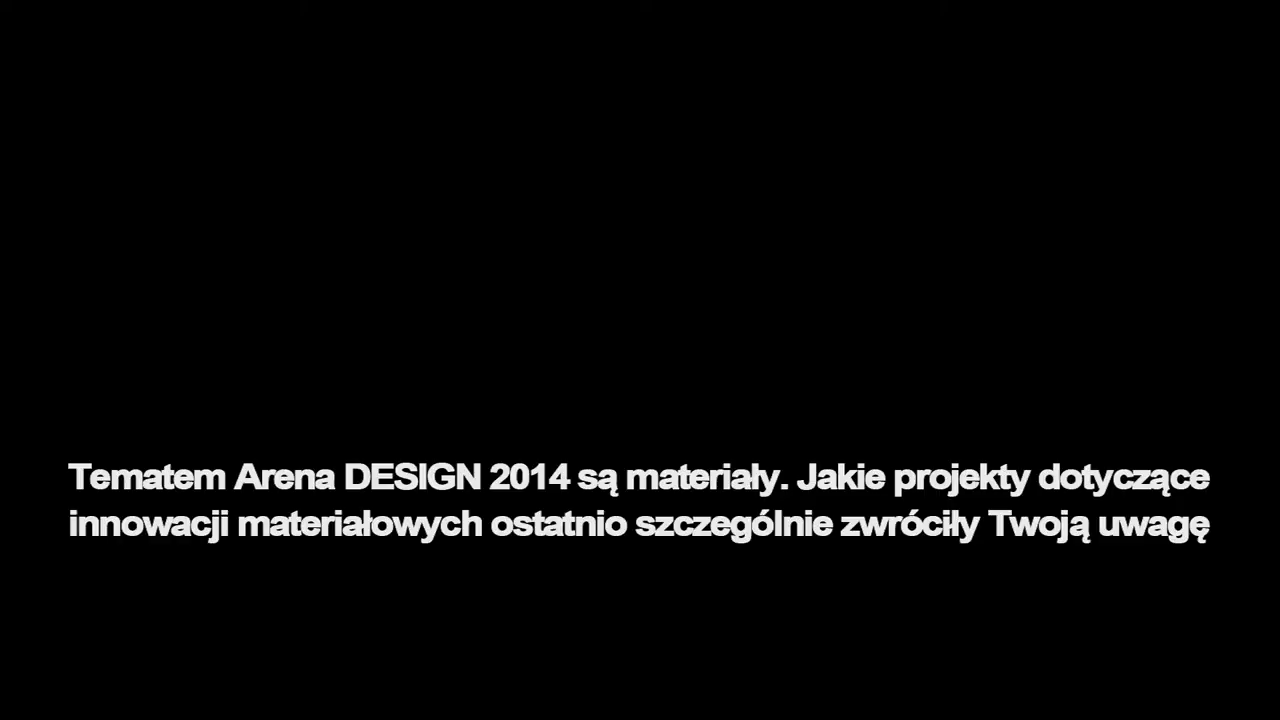 Tematem Arena DESIGN 2014 są materiały. Jakie projekty dotyczące
innowacji materiałowych ostatnio szczególnie zwróciły Twoją uwagę